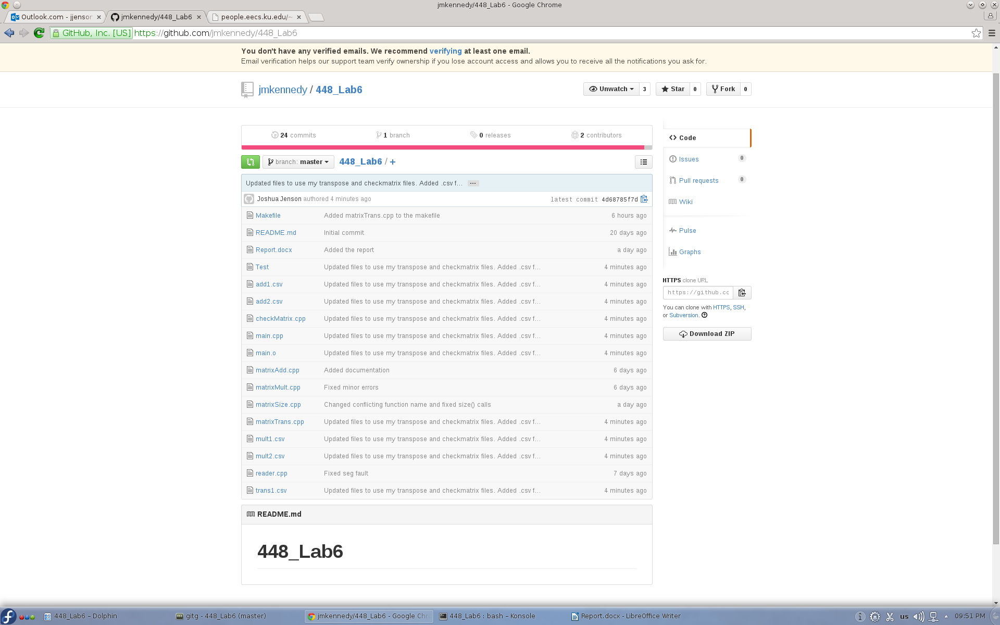 jmkennedy/448_Lab6 - Google Chrome
Outlook.com - jjenson
jmkennedy/448_Lab6
people.eecs.ku.edu/~
GitHub, Inc. [US] https://github.com/jmkennedy/448_Lab6
You don't have any verified emails. We recommend verifying at least one email.
Email verification helps our support team verify ownership if you lose account access and allows you to receive all the notifications you ask for.
jmkennedy / 448_Lab6
Unwatch 3
Star 0
Fork 0
24 commits
1 branch
0 releases
2 contributors
branch: master
448_Lab6 / +
Updated files to use my transpose and checkmatrix files. Added .csv f… …
Joshua Jenson authored 4 minutes ago
latest commit 4d68785f7d
Makefile Added matrixTrans.cpp to the makefile 6 hours ago
README.md Initial commit 20 days ago
Report.docx Added the report a day ago
Test Updated files to use my transpose and checkmatrix files. Added .csv f… 4 minutes ago
add1.csv Updated files to use my transpose and checkmatrix files. Added .csv f… 4 minutes ago
add2.csv Updated files to use my transpose and checkmatrix files. Added .csv f… 4 minutes ago
checkMatrix.cpp Updated files to use my transpose and checkmatrix files. Added .csv f… 4 minutes ago
main.cpp Updated files to use my transpose and checkmatrix files. Added .csv f… 4 minutes ago
main.o Updated files to use my transpose and checkmatrix files. Added .csv f… 4 minutes ago
matrixAdd.cpp Added documentation 6 days ago
matrixMult.cpp Fixed minor errors 6 days ago
matrixSize.cpp Changed conflicting function name and fixed size() calls a day ago
matrixTrans.cpp Updated files to use my transpose and checkmatrix files. Added .csv f… 4 minutes ago
mult1.csv Updated files to use my transpose and checkmatrix files. Added .csv f… 4 minutes ago
mult2.csv Updated files to use my transpose and checkmatrix files. Added .csv f… 4 minutes ago
reader.cpp Fixed seg fault 7 days ago
trans1.csv Updated files to use my transpose and checkmatrix files. Added .csv f… 4 minutes ago
README.md
448_Lab6
Code
Issues 0
Pull requests 0
Wiki
Pulse
Graphs
HTTPS clone URL
https://github.cc
You can clone with HTTPS, SSH,
or Subversion.
Download ZIP
448_Lab6 – Dolphin
gitg - 448_Lab6 (master)
jmkennedy/448_Lab6 - Google Chro
448_Lab6 : bash – Konsole
Report.docx - LibreOffice Writer
us
09:51 PM